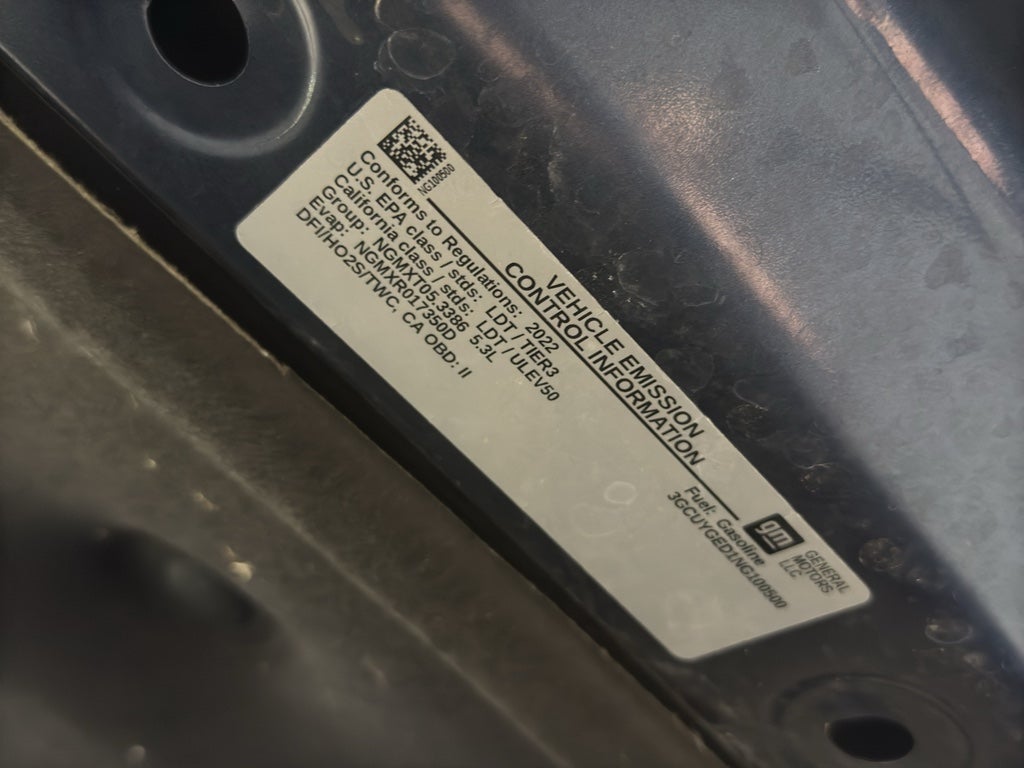 NG100500
VEHICLE EMISSION
CONTROL INFORMATION
gm
GENERAL
MOTORS
LLC
Conforms to Regulations: 2022
U.S. EPA class / stds: LDT / TIER3
California class / stds: LDT / ULEV50
Group: NGMXT05.3386 5.3L
Evap: NGMXR017390D
DFI/HO2S/TWC, CA OBD: II
Fuel: Gasoline
3GCUYGED1NG100500